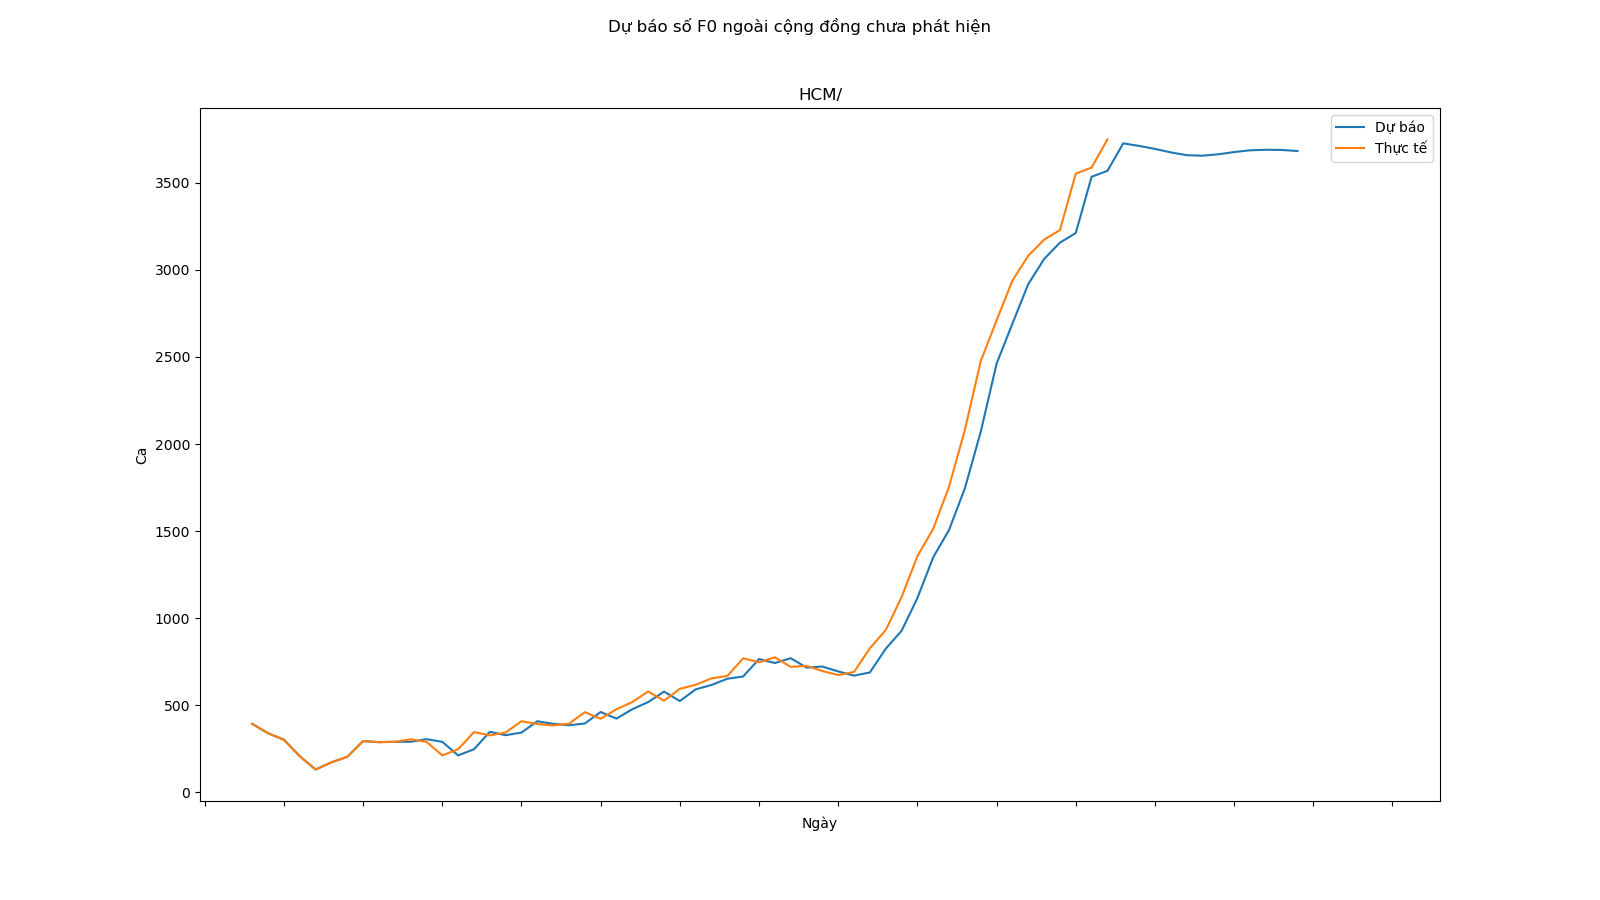 Dự báo số F0 ngoài cộng đồng chưa phát hiện
HCM/
Dự báo
Thực tế
3500
3000
2500
2000
1500
1000
500
0
Ca
Ngày